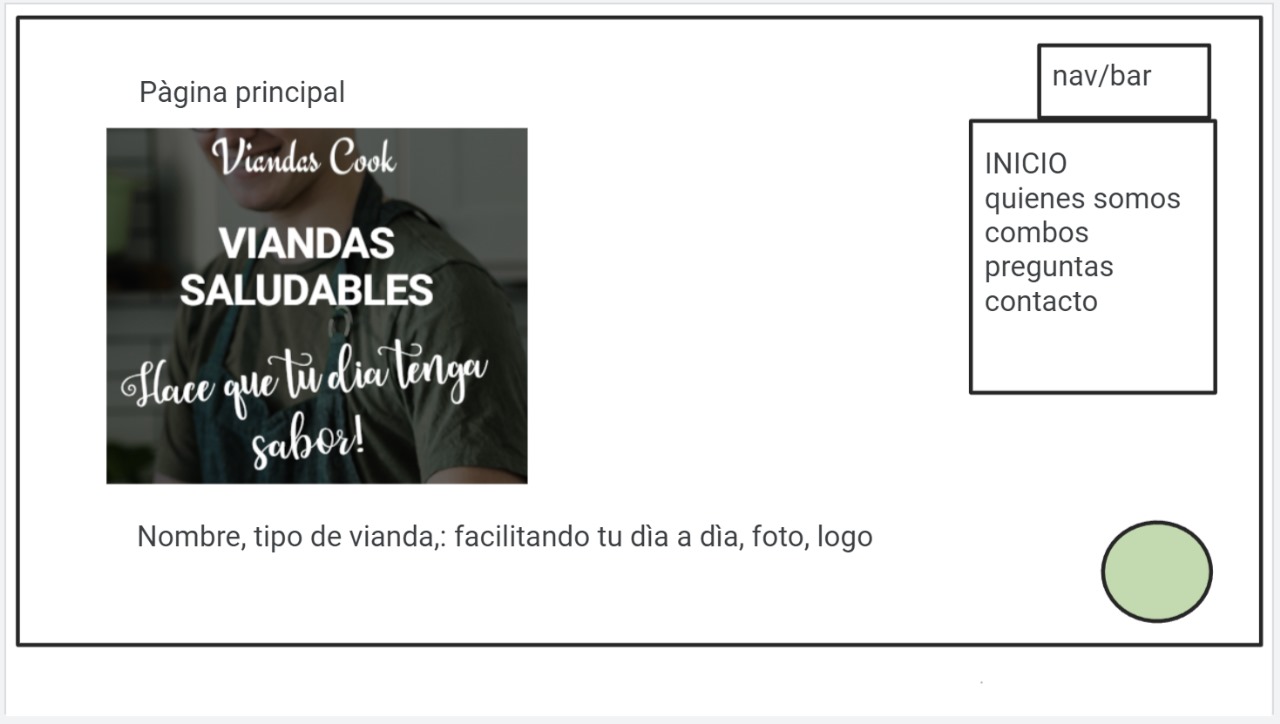 Pàgina principal
nav/bar
Viandas Cook
VIANDAS
SALUDABLES
Hace que tu dia tenga
sabor!
INICIO
quienes somos
combos
preguntas
contacto
Nombre, tipo de vianda,: facilitando tu dìa a dìa, foto, logo